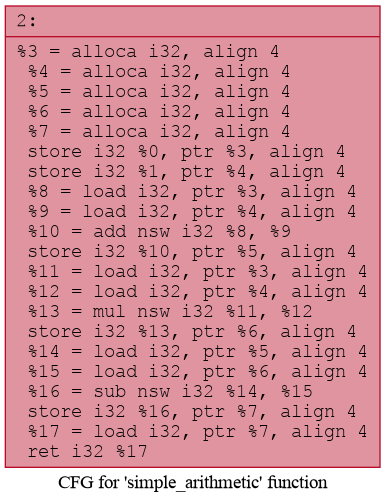 2:
%3 = alloca i32, align 4
%4 = alloca i32, align 4
%5 = alloca i32, align 4
%6 = alloca i32, align 4
%7 = alloca i32, align 4
store i32 %0, ptr %3, align 4
store i32 %1, ptr %4, align 4
%8 = load i32, ptr %3, align 4
%9 = load i32, ptr %4, align 4
%10 = add nsw i32 %8, %9
store i32 %10, ptr %5, align 4
%11 = load i32, ptr %3, align 4
%12 = load i32, ptr %4, align 4
%13 = mul nsw i32 %11, %12
store i32 %13, ptr %6, align 4
%14 = load i32, ptr %5, align 4
%15 = load i32, ptr %6, align 4
%16 = sub nsw i32 %14, %15
store i32 %16, ptr %7, align 4
%17 = load i32, ptr %7, align 4
ret i32 %17
CFG for 'simple_arithmetic' function